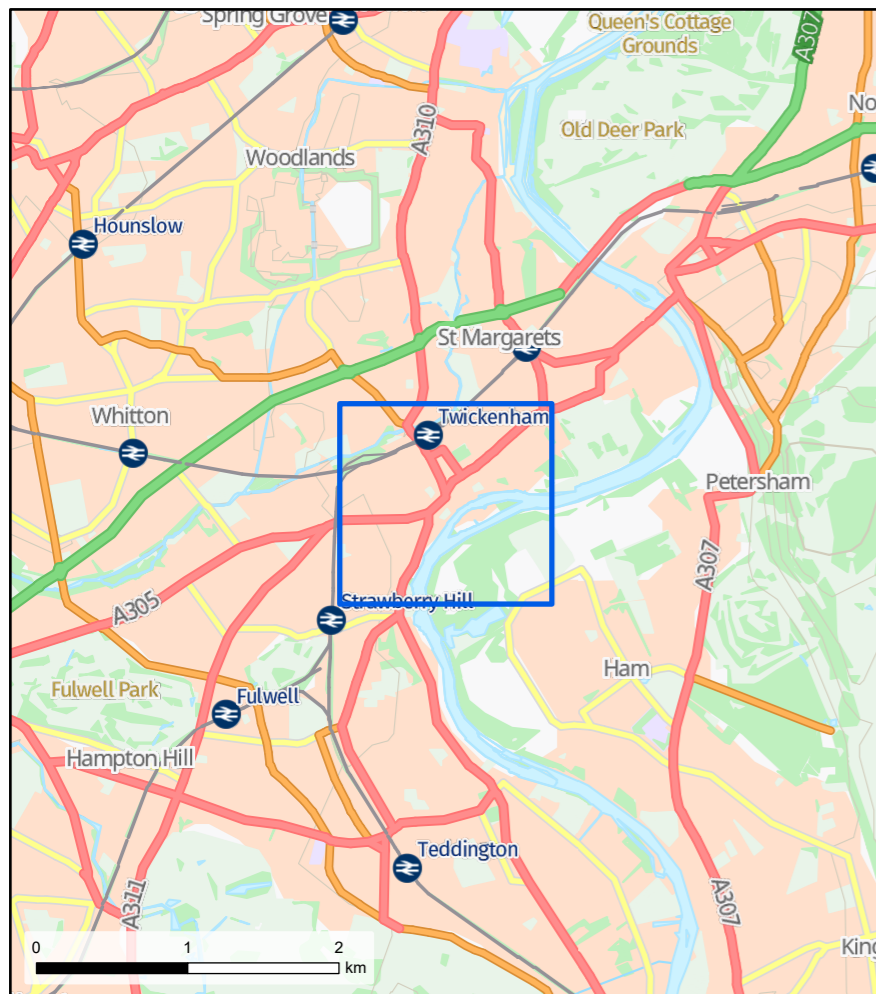 Spring Grove
Queen's Cottage
Grounds
A307
No
A310
Old Deer Park
Woodlands
Hounslow
St Margarets
Whitton
Twickenham
Petersham
A307
A305
Strawberry Hill
Ham
Fulwell Park
Fulwell
Hampton Hill
Teddington
A311
A307
King
0 1 2
km